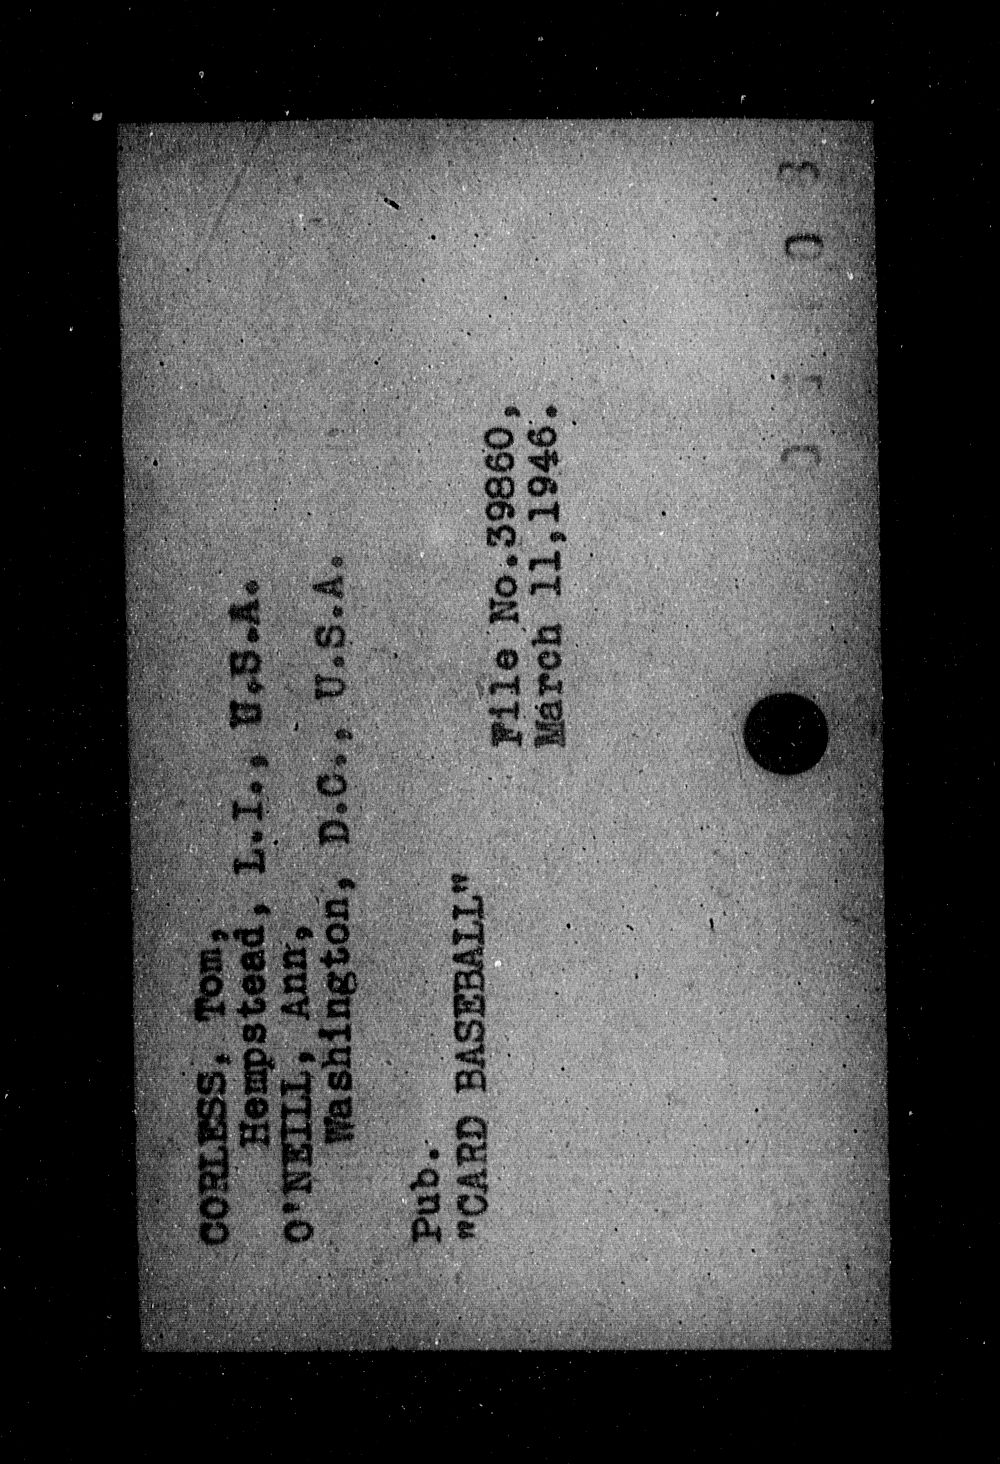 CORLESS, Tom,
Hempstead, L.I., U.S.A.
O'NEILL, Ann,
Washington, D.C., U.S.A.
Pub.
"CARD BASEBALL"
File No.39860,
March 11,1946.